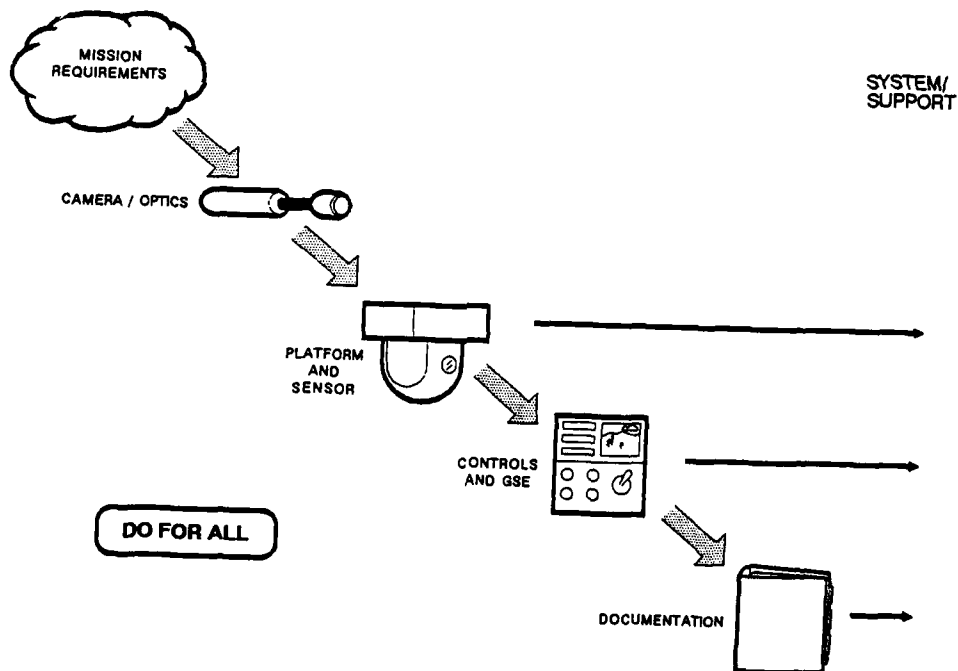 MISSION
REQUIREMENTS
SYSTEM/
SUPPORT
CAMERA / OPTICS
PLATFORM
AND
SENSOR
CONTROLS
AND GSE
DO FOR ALL
DOCUMENTATION